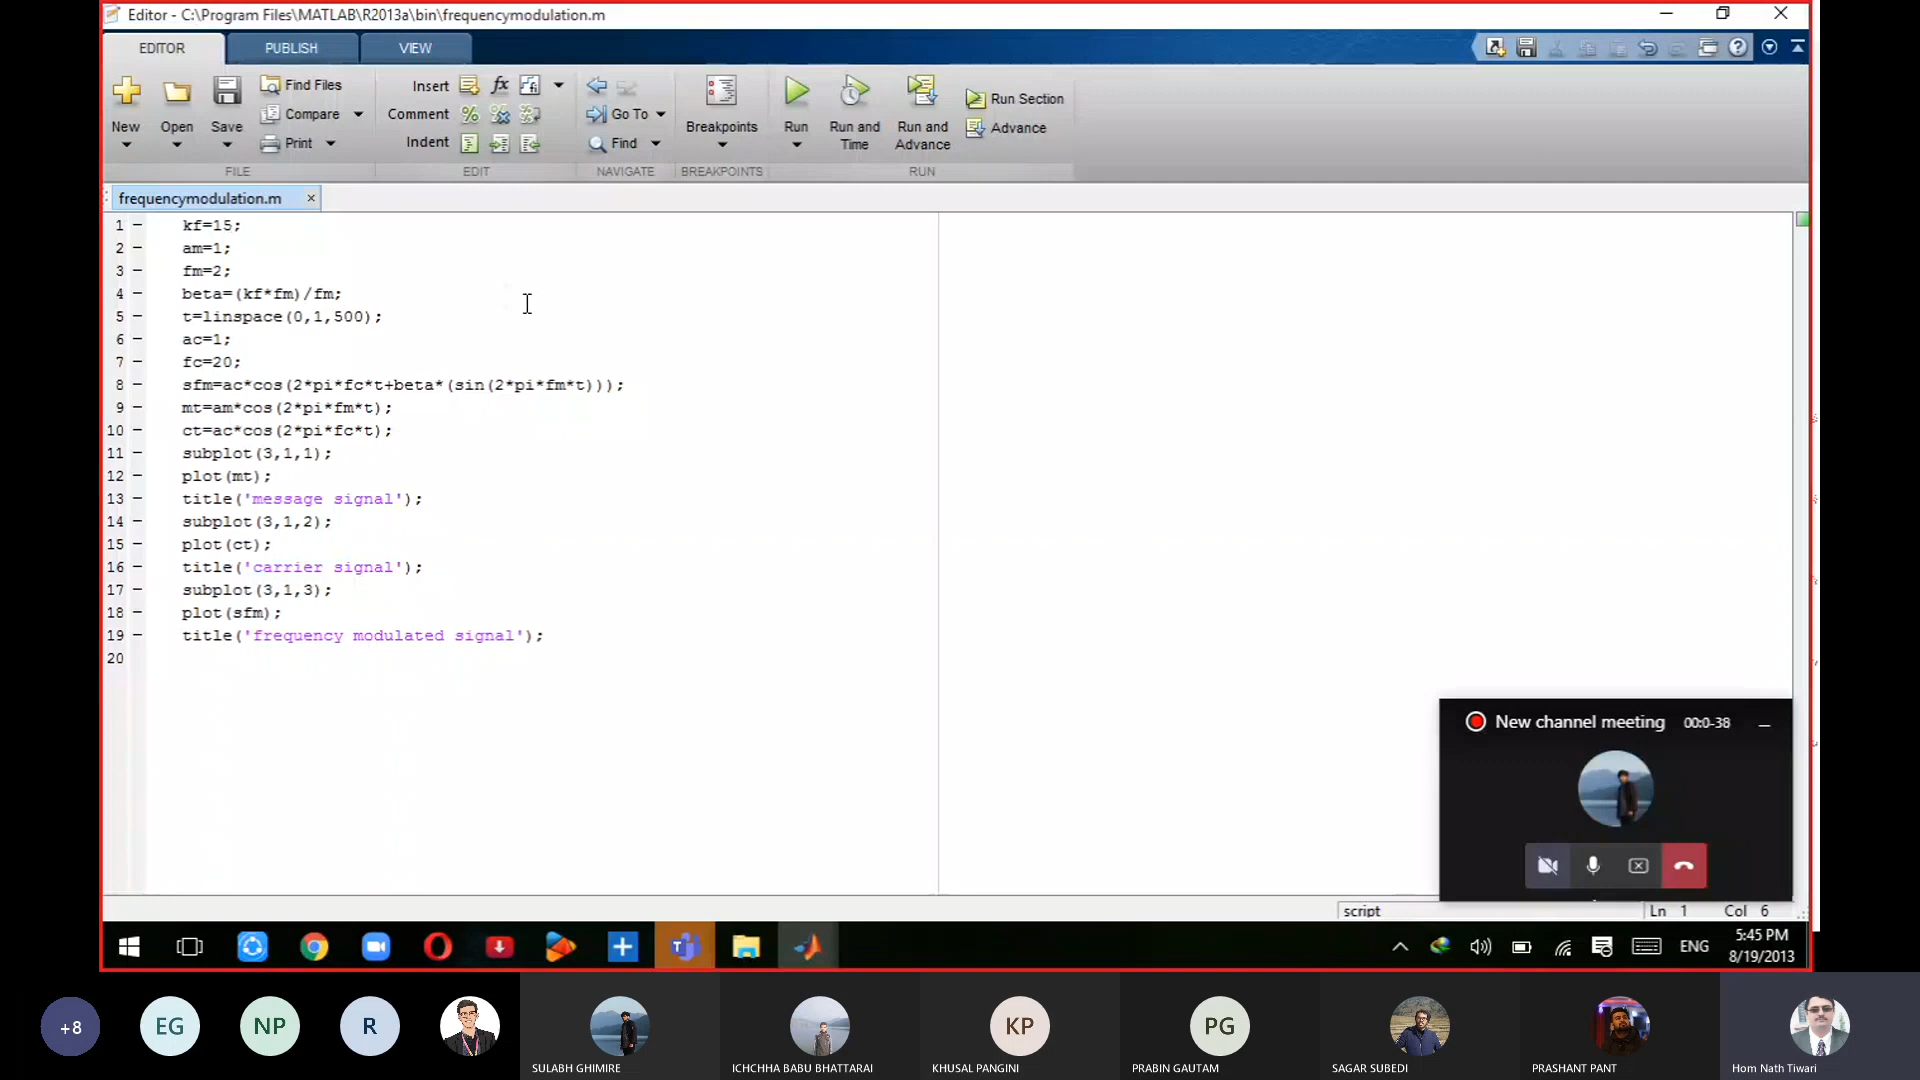 Editor - C:\Program Files\MATLAB\R2013a\bin\frequencymodulation.m
EDITOR PUBLISH VIEW
New Open Save Find Files Compare Print
FILE
Insert fx
Comment %
Indent
EDIT
Go To
Find
NAVIGATE
Breakpoints
BREAKPOINTS
Run
Run and Time
Run and Advance
Run Section
Advance
RUN
frequencymodulation.m
1 kf=15;
2 am=1;
3 fm=2;
4 beta=(kf*fm)/fm;
5 t=linspace(0,1,500);
6 ac=1;
7 fc=20;
8 sfm=ac*cos(2*pi*fc*t+beta*(sin(2*pi*fm*t)));
9 mt=am*cos(2*pi*fm*t);
10 ct=ac*cos(2*pi*fc*t);
11 subplot(3,1,1);
12 plot(mt);
13 title('message signal');
14 subplot(3,1,2);
15 plot(ct);
16 title('carrier signal');
17 subplot(3,1,3);
18 plot(sfm);
19 title('frequency modulated signal');
20
New channel meeting 00:0-38
script Ln 1 Col 6
ENG 5:45 PM
8/19/2013
+8 EG NP R KP PG
SULABH GHIMIRE ICHCHHA BABU BHATTARAI KHUSAL PANGINI PRABIN GAUTAM SAGAR SUBEDI PRASHANT PANT Hom Nath Tiwari